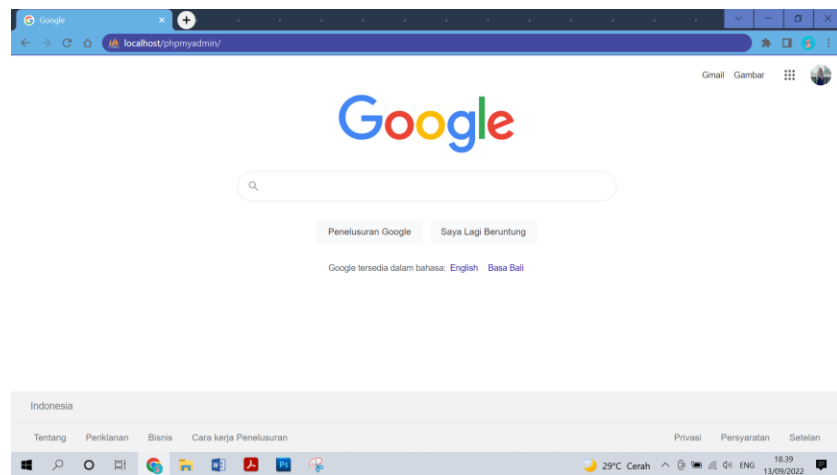 Google
localhost/phpmyadmin/
Gmail Gambar
Google
Penelusuran Google Saya Lagi Beruntung
Google tersedia dalam bahasa: English Basa Bali
Indonesia
Tentang Periklanan Bisnis Cara kerja Penelusuran Privasi Persyaratan Setelan
W Ps 29°C Cerah ENG 18.39
13/09/2022